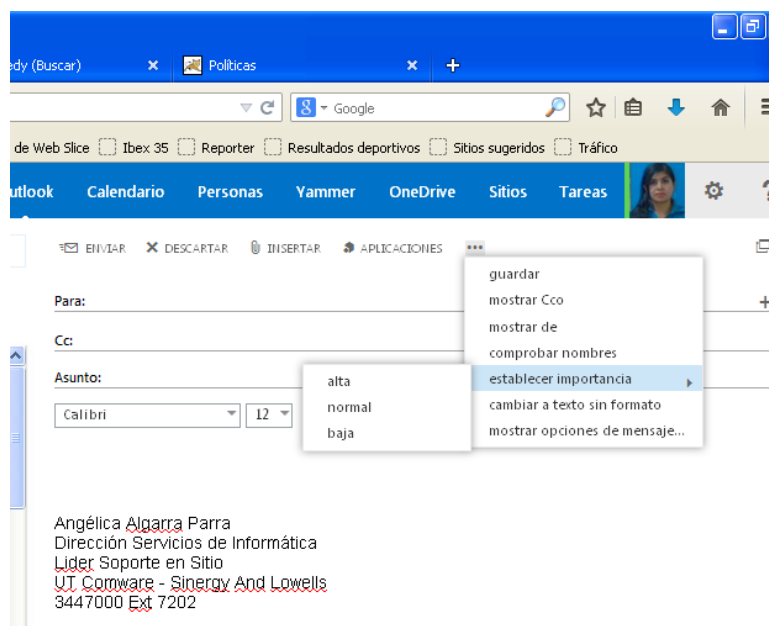 edy (Buscar)
Políticas
Google
de Web Slice Ibex 35 Reporter Resultados deportivos Sitios sugeridos Tráfico
utlook Calendario Personas Yammer OneDrive Sitios Tareas
ENVIAR DESCARTAR INSERTAR APLICACIONES •••
guardar
Para:
mostrar Cco
mostrar de
Cc:
comprobar nombres
Asunto:
establecer importancia
alta
normal
baja
cambiar a texto sin formato
mostrar opciones de mensaje...
Calibri 12
Angélica Algarra Parra
Dirección Servicios de Informática
Lider Soporte en Sitio
UT Comware - Sinergy And Lowells
3447000 Ext 7202